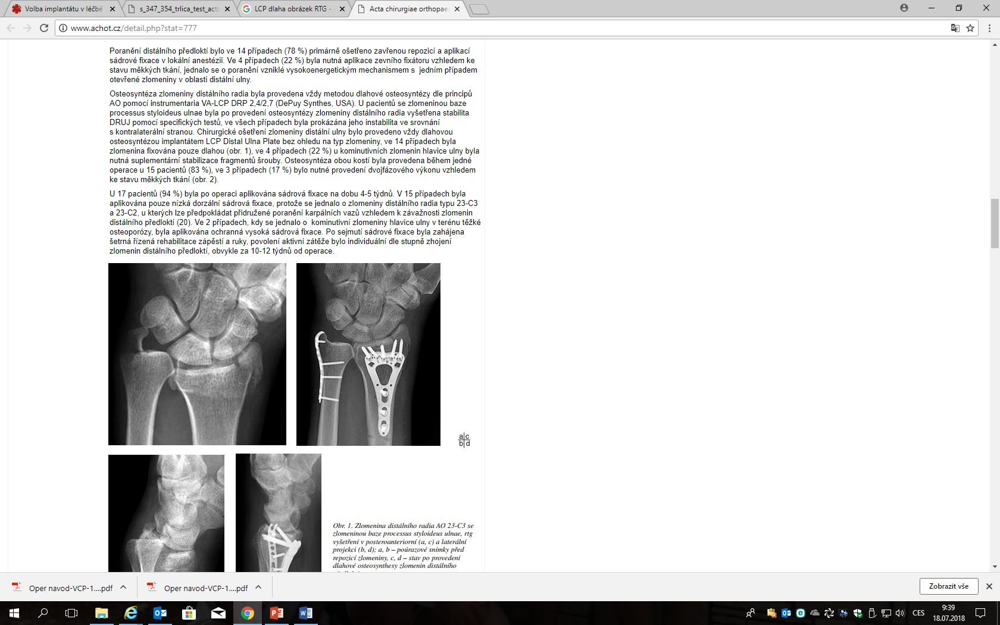 Volba implantátu v léčbě
s_347_354_trlica_test_acta
LCP dlaha obrázek RTG -
Acta chirurgiae orthopaed
www.achot.cz/detail.php?stat=777
Poranění distálního předloktí bylo ve 14 případech (78 %) primárně ošetřeno zavřenou repozicí a aplikací
sádrové fixace v lokální anestézii. Ve 4 případech (22 %) byla nutná aplikace zevního fixátoru vzhledem ke
stavu měkkých tkání, jednalo se o poranění vzniklé vysokoenergetickým mechanismem s jedním případem
otevřené zlomeniny v oblasti distální ulny.
Osteosyntéza zlomeniny distálního radia byla provedena vždy metodou dlahové osteosyntézy dle principů
AO pomocí instrumentaria VA-LCP DRP 2,4/2,7 (DePuy Synthes, USA). U pacientů se zlomeninou baze
processus styloideus ulnae byla po provedení osteosyntézy zlomeniny distálního radia vyšetřena stabilita
DRUJ pomocí specifických testů, ve všech případech byla prokázána jeho instabilita ve srovnání
s kontralaterální stranou. Chirurgické ošetření zlomeniny distální ulny bylo provedeno vždy dlahovou
osteosyntézou implantátem LCP Distal Ulna Plate bez ohledu na typ zlomeniny, ve 14 případech byla
zlomenina fixována pouze dlahou (obr. 1), ve 4 případech (22 %) u kominutivních zlomenin hlavice ulny byla
nutná suplementární stabilizace fragmentů šrouby. Osteosyntéza obou kostí byla provedena během jedné
operace u 15 pacientů (83 %), ve 3 případech (17 %) bylo nutné provedení dvojfázového výkonu vzhledem
ke stavu měkkých tkání (obr. 2).
U 17 pacientů (94 %) byla po operaci aplikována sádrová fixace na dobu 4-5 týdnů. V 15 případech byla
aplikována pouze nízká dorzální sádrová fixace, protože se jednalo o zlomeniny distálního radia typu 23-C3
a 23-C2, u kterých lze předpokládat přidružené poranění karpálních vazů vzhledem k závažnosti zlomenin
distálního předloktí (20). Ve 2 případech, kdy se jednalo o kominutivní zlomeniny hlavice ulny v terénu těžké
osteoporózy, byla aplikována ochranná vysoká sádrová fixace. Po sejmutí sádrové fixace byla zahájena
šetrná řízená rehabilitace zápěstí a ruky, povolení aktivní zátěže bylo individuální dle stupně zhojení
zlomenin distálního předloktí, obvykle za 10-12 týdnů od operace.
a c
b d
Obr. 1. Zlomenina distálního radia AO 23-C3 se
zlomeninou baze processus styloideus ulnae, rtg
vyšetření v posteroanteriorní (a, c) a laterální
projekci (b, d); a, b – poúrazové snímky před
repozicí zlomeniny, c, d – stav po provedení
dlahové osteosynthesy zlomenin distálního
Oper navod-VCP-1....pdf
Oper navod-VCP-1....pdf
Zobrazit vše
CES
9:39
18.07.2018